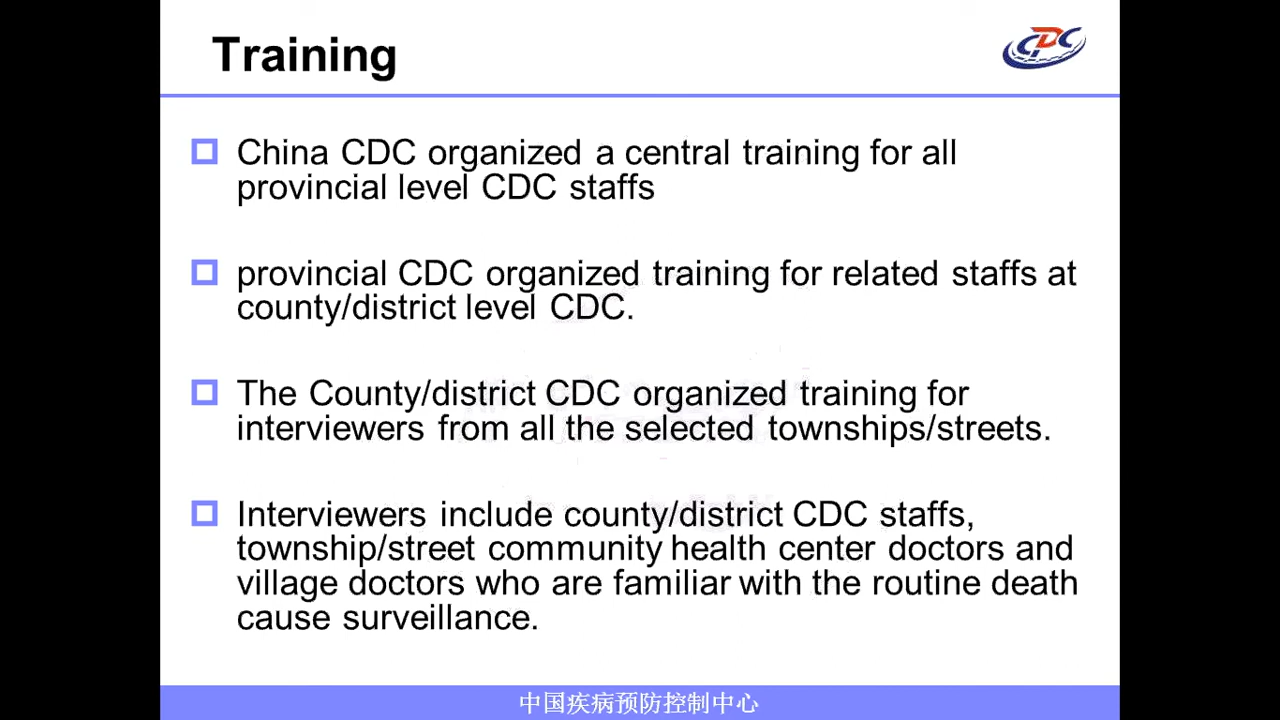 Training
CDC
China CDC organized a central training for all
provincial level CDC staffs
provincial CDC organized training for related staffs at
county/district level CDC.
The County/district CDC organized training for
interviewers from all the selected townships/streets.
Interviewers include county/district CDC staffs,
township/street community health center doctors and
village doctors who are familiar with the routine death
cause surveillance.
中国疾病预防控制中心